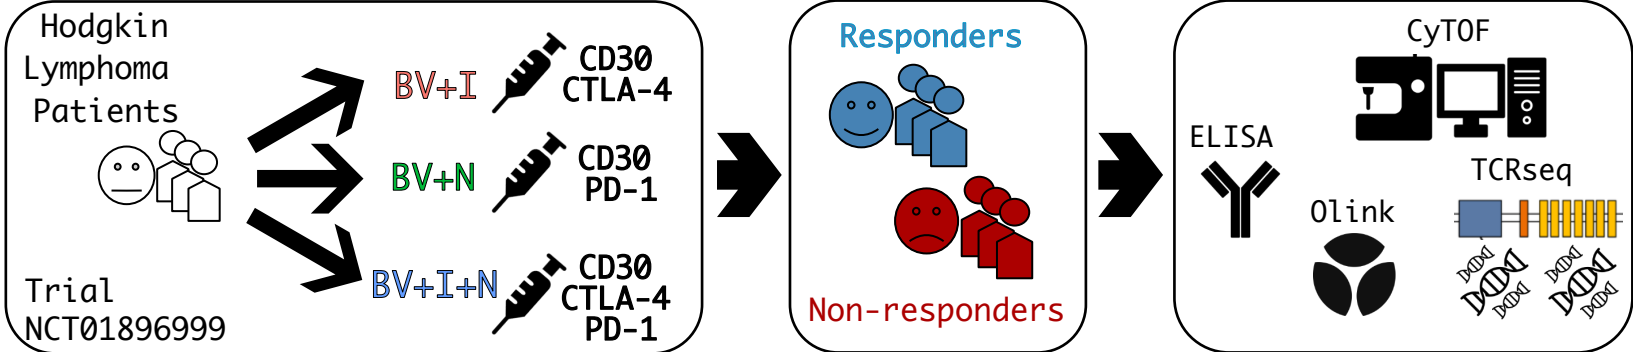 Hodgkin
Lymphoma
Patients
BV+I
CD30
CTLA-4
BV+N
CD30
PD-1
BV+I+N
CD30
CTLA-4
PD-1
Trial
NCT01896999
Responders
Non-responders
CyTOF
ELISA
TCRseq
Olink